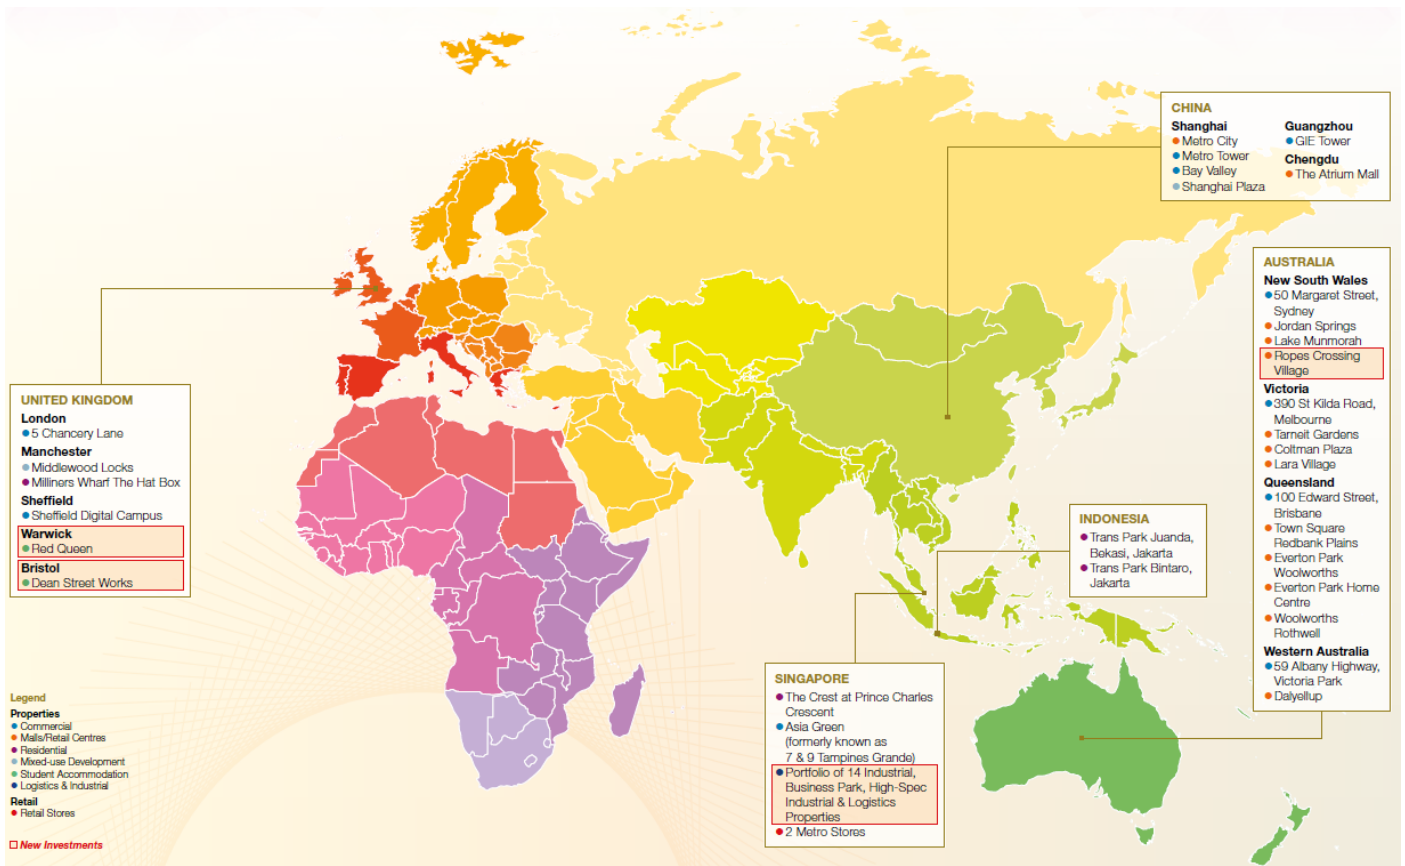 CHINA
Shanghai
Metro City
Metro Tower
Bay Valley
Shanghai Plaza
Guangzhou
GIE Tower
Chengdu
The Atrium Mall
AUSTRALIA
New South Wales
50 Margaret Street,
Sydney
Jordan Springs
Lake Munmorah
Ropes Crossing
Village
Victoria
390 St Kilda Road,
Melbourne
Tarneit Gardens
Coltman Plaza
Lara Village
Queensland
100 Edward Street,
Brisbane
Town Square
Redbank Plains
Everton Park
Woolworths
Everton Park Home
Centre
Woolworths
Rothwell
Western Australia
59 Albany Highway,
Victoria Park
Dalyellup
UNITED KINGDOM
London
5 Chancery Lane
Manchester
Middlewood Locks
Milliners Wharf The Hat Box
Sheffield
Sheffield Digital Campus
Warwick
Red Queen
Bristol
Dean Street Works
INDONESIA
Trans Park Juanda,
Bekasi, Jakarta
Trans Park Bintaro,
Jakarta
SINGAPORE
The Crest at Prince Charles
Crescent
Asia Green
(formerly known as
7 & 9 Tampines Grande)
Portfolio of 14 Industrial,
Business Park, High-Spec
Industrial & Logistics
Properties
2 Metro Stores
Legend
Properties
Commercial
Malls/Retail Centres
Residential
Mixed-use Development
Student Accommodation
Logistics & Industrial
Retail
Retail Stores
New Investments